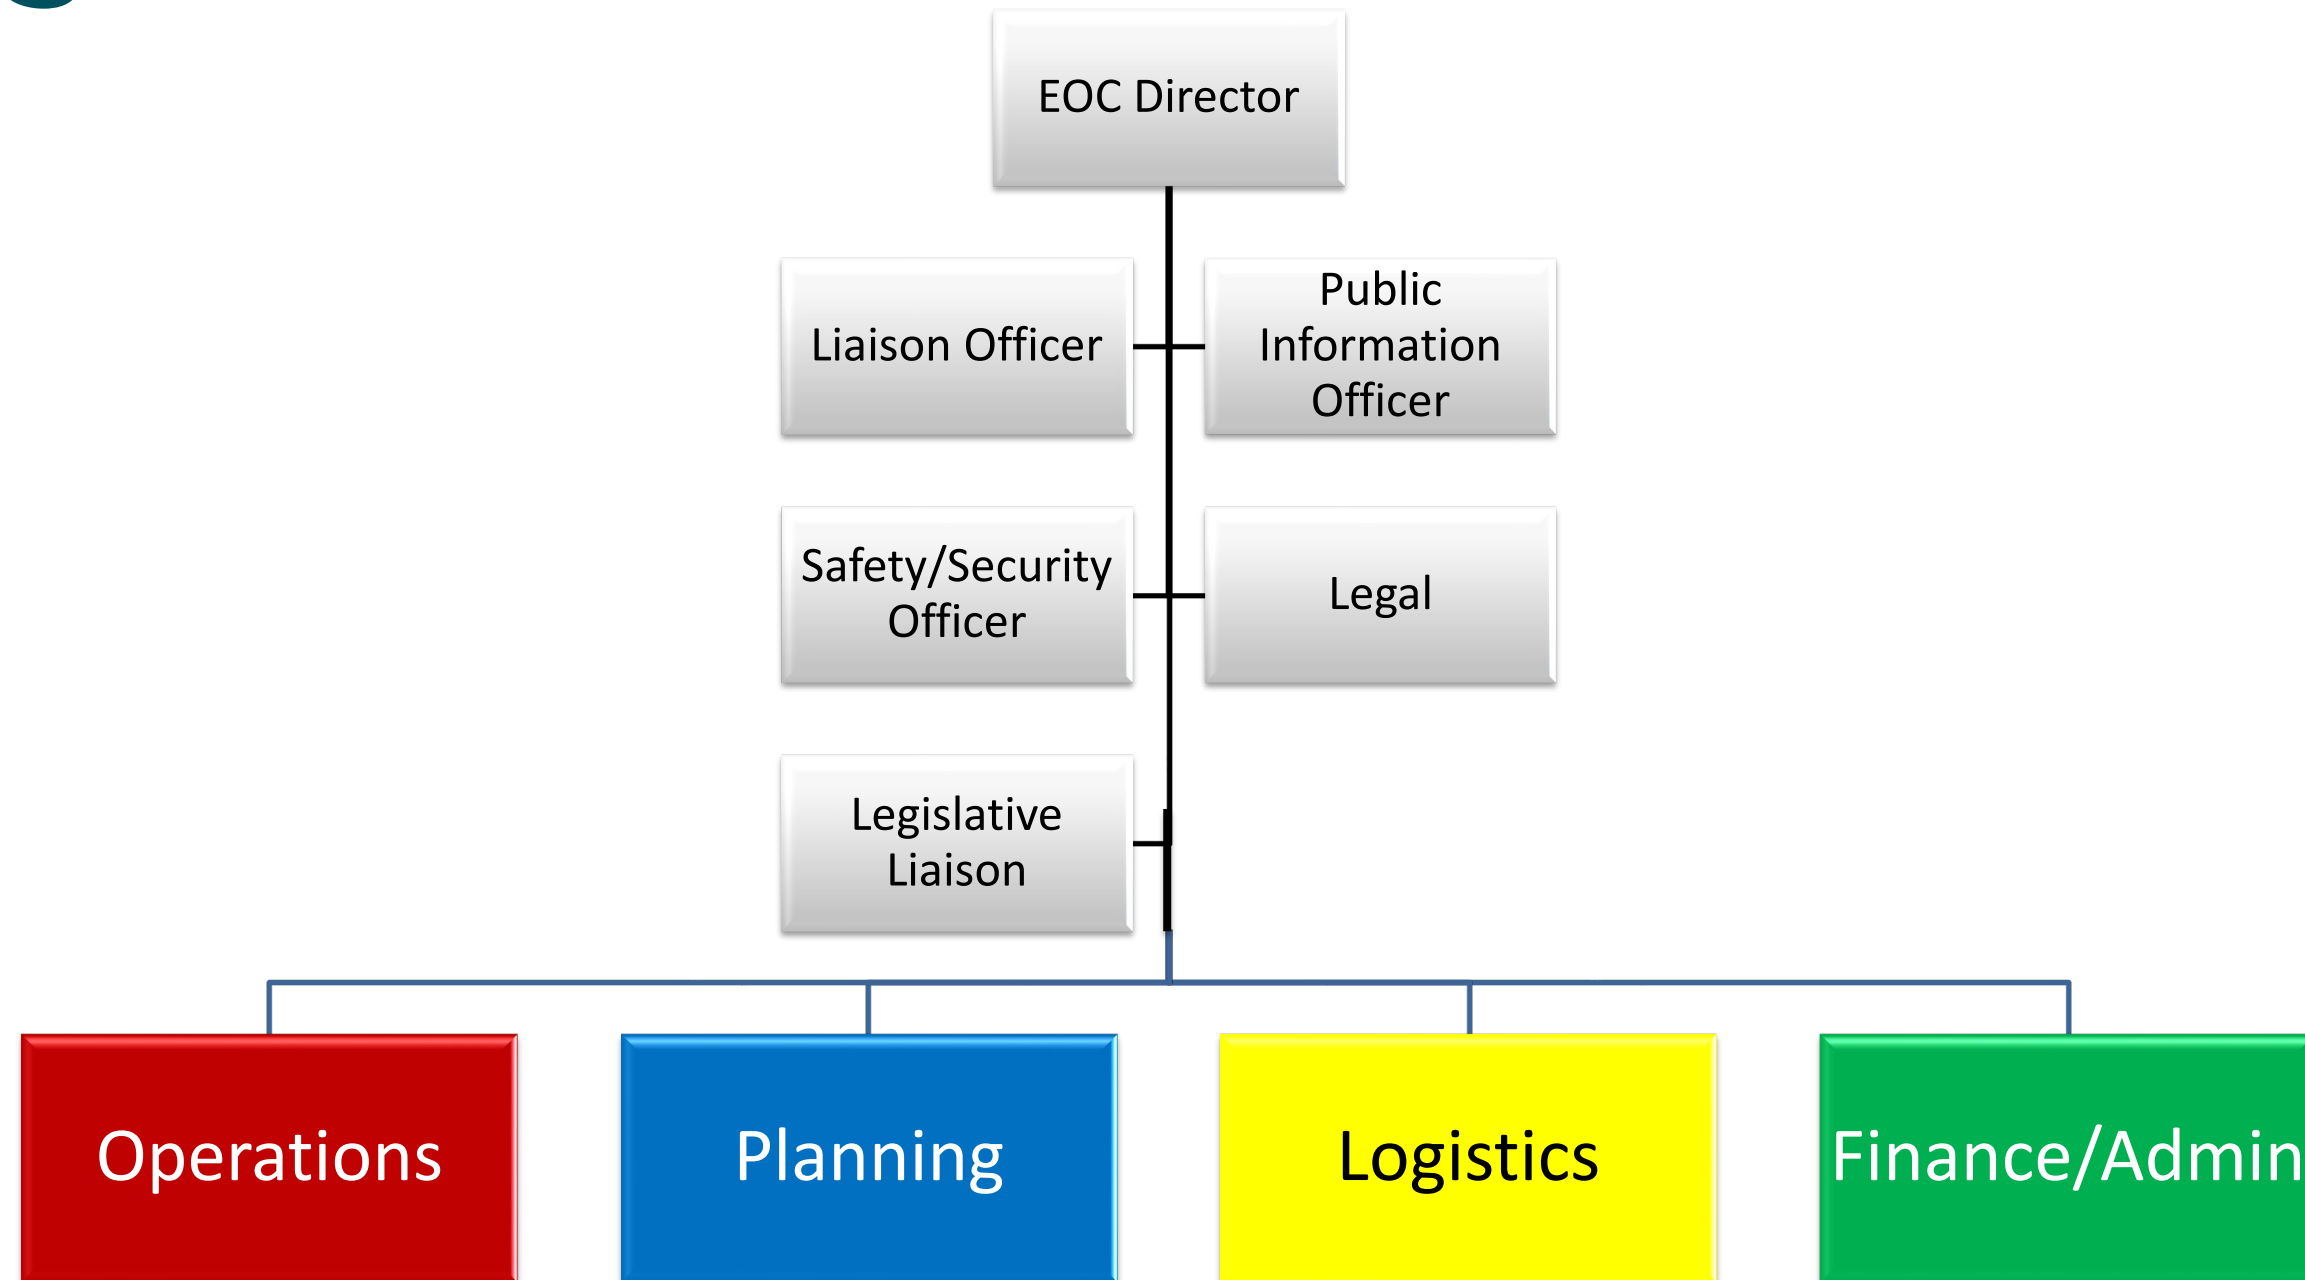 EOC Director
Liaison Officer
Public
Information
Officer
Safety/Security
Officer
Legal
Legislative
Liaison
Operations
Planning
Logistics
Finance/Admin